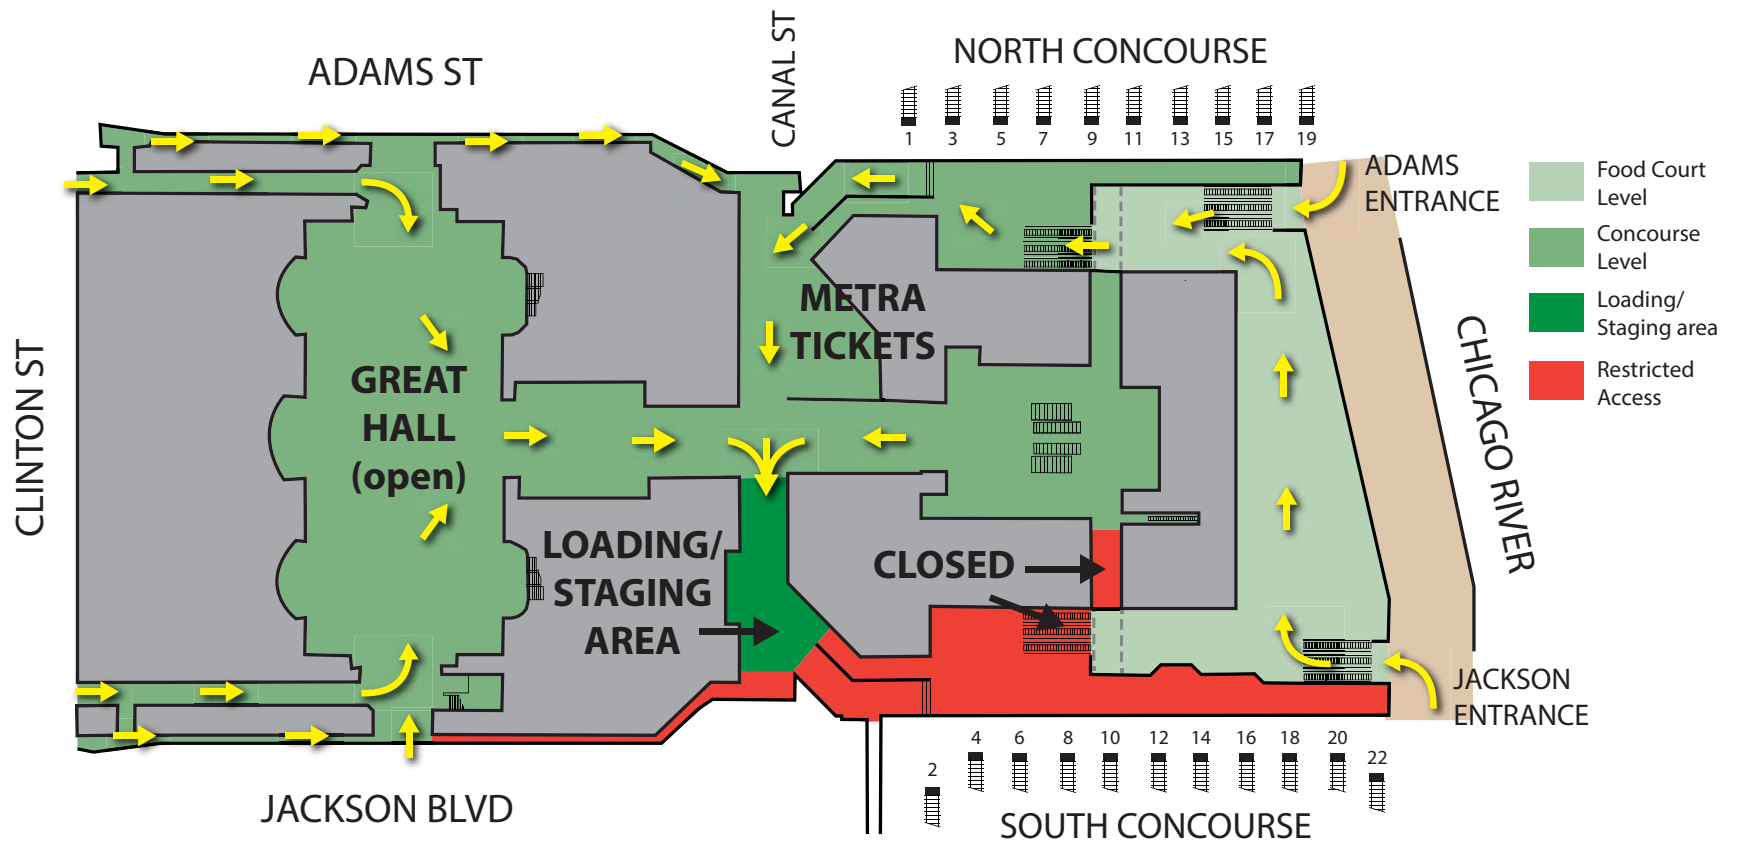 ADAMS ST
CANAL ST
NORTH CONCOURSE
1 3 5 7 9 11 13 15 17 19
ADAMS
ENTRANCE
Food Court
Level
Concourse
Level
Loading/
Staging area
Restricted
Access
METRA
TICKETS
GREAT
HALL
(open)
CLINTON ST
CHICAGO RIVER
LOADING/
STAGING
AREA
CLOSED
JACKSON
ENTRANCE
2 4 6 8 10 12 14 16 18 20 22
JACKSON BLVD
SOUTH CONCOURSE